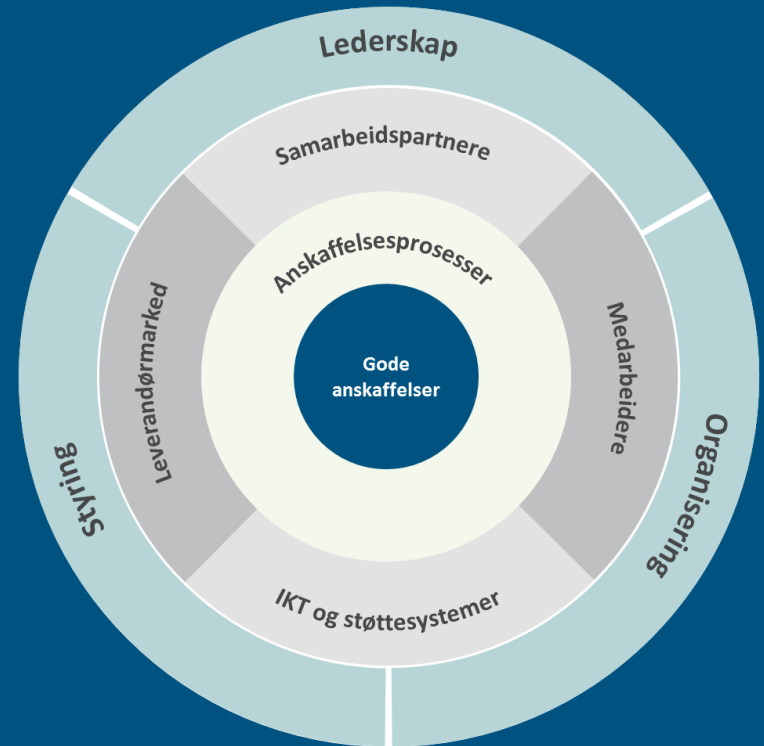 Lederskap
Samarbeidspartnere
Anskaffelsesprosesser
Leverandørmarked
Medarbeidere
Gode
anskaffelser
Styring
Organisering
IKT og støttesystemer